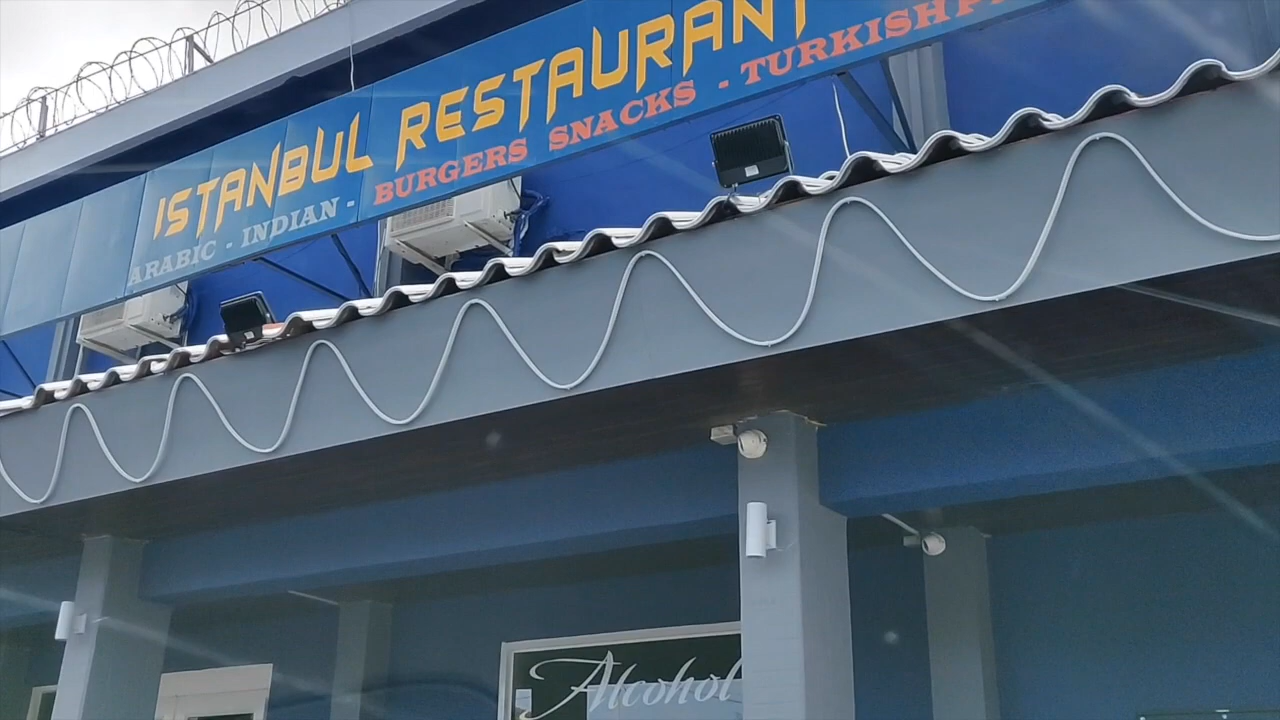 ISTANBUL RESTAURANT
ARABIC - INDIAN - BURGERS SNACKS - TURKISH
Alcohol